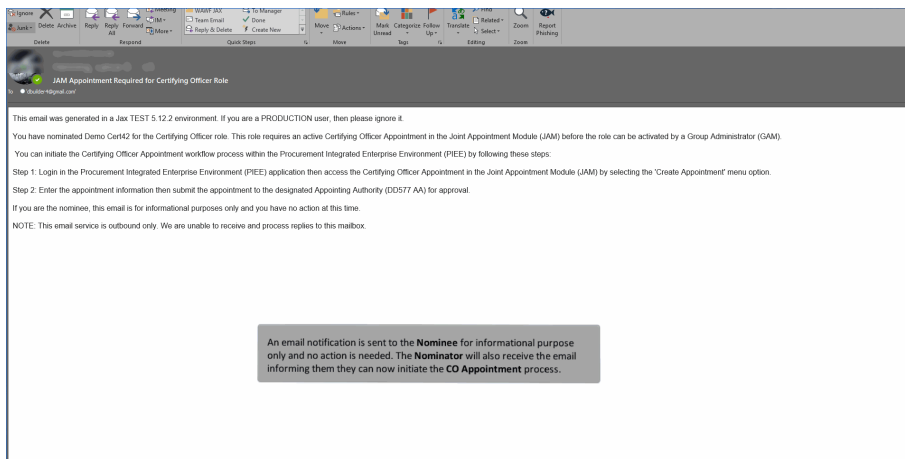 Ignore
Junk
Delete
Archive
Reply
Reply All
Forward
Meeting
IM
More
WAWF JAX
Team Email
Reply & Delete
To Manager
Done
Create New
Move
Rules
Actions
Mark Unread
Categorize
Follow Up
Translate
Find
Related
Select
Zoom
Report Phishing
Delete
Respond
Quick Steps
Move
Tags
Editing
Zoom
JAM Appointment Required for Certifying Officer Role
To
This email was generated in a Jax TEST 5.12.2 environment. If you are a PRODUCTION user, then please ignore it.
You have nominated Demo Cert42 for the Certifying Officer role. This role requires an active Certifying Officer Appointment in the Joint Appointment Module (JAM) before the role can be activated by a Group Administrator (GAM).
You can initiate the Certifying Officer Appointment workflow process within the Procurement Integrated Enterprise Environment (PIEE) by following these steps:
Step 1: Login in the Procurement Integrated Enterprise Environment (PIEE) application then access the Certifying Officer Appointment in the Joint Appointment Module (JAM) by selecting the 'Create Appointment' menu option.
Step 2: Enter the appointment information then submit the appointment to the designated Appointing Authority (DD577 AA) for approval.
If you are the nominee, this email is for informational purposes only and you have no action at this time.
NOTE: This email service is outbound only. We are unable to receive and process replies to this mailbox.
An email notification is sent to the Nominee for informational purpose
only and no action is needed. The Nominator will also receive the email
informing them they can now initiate the CO Appointment process.